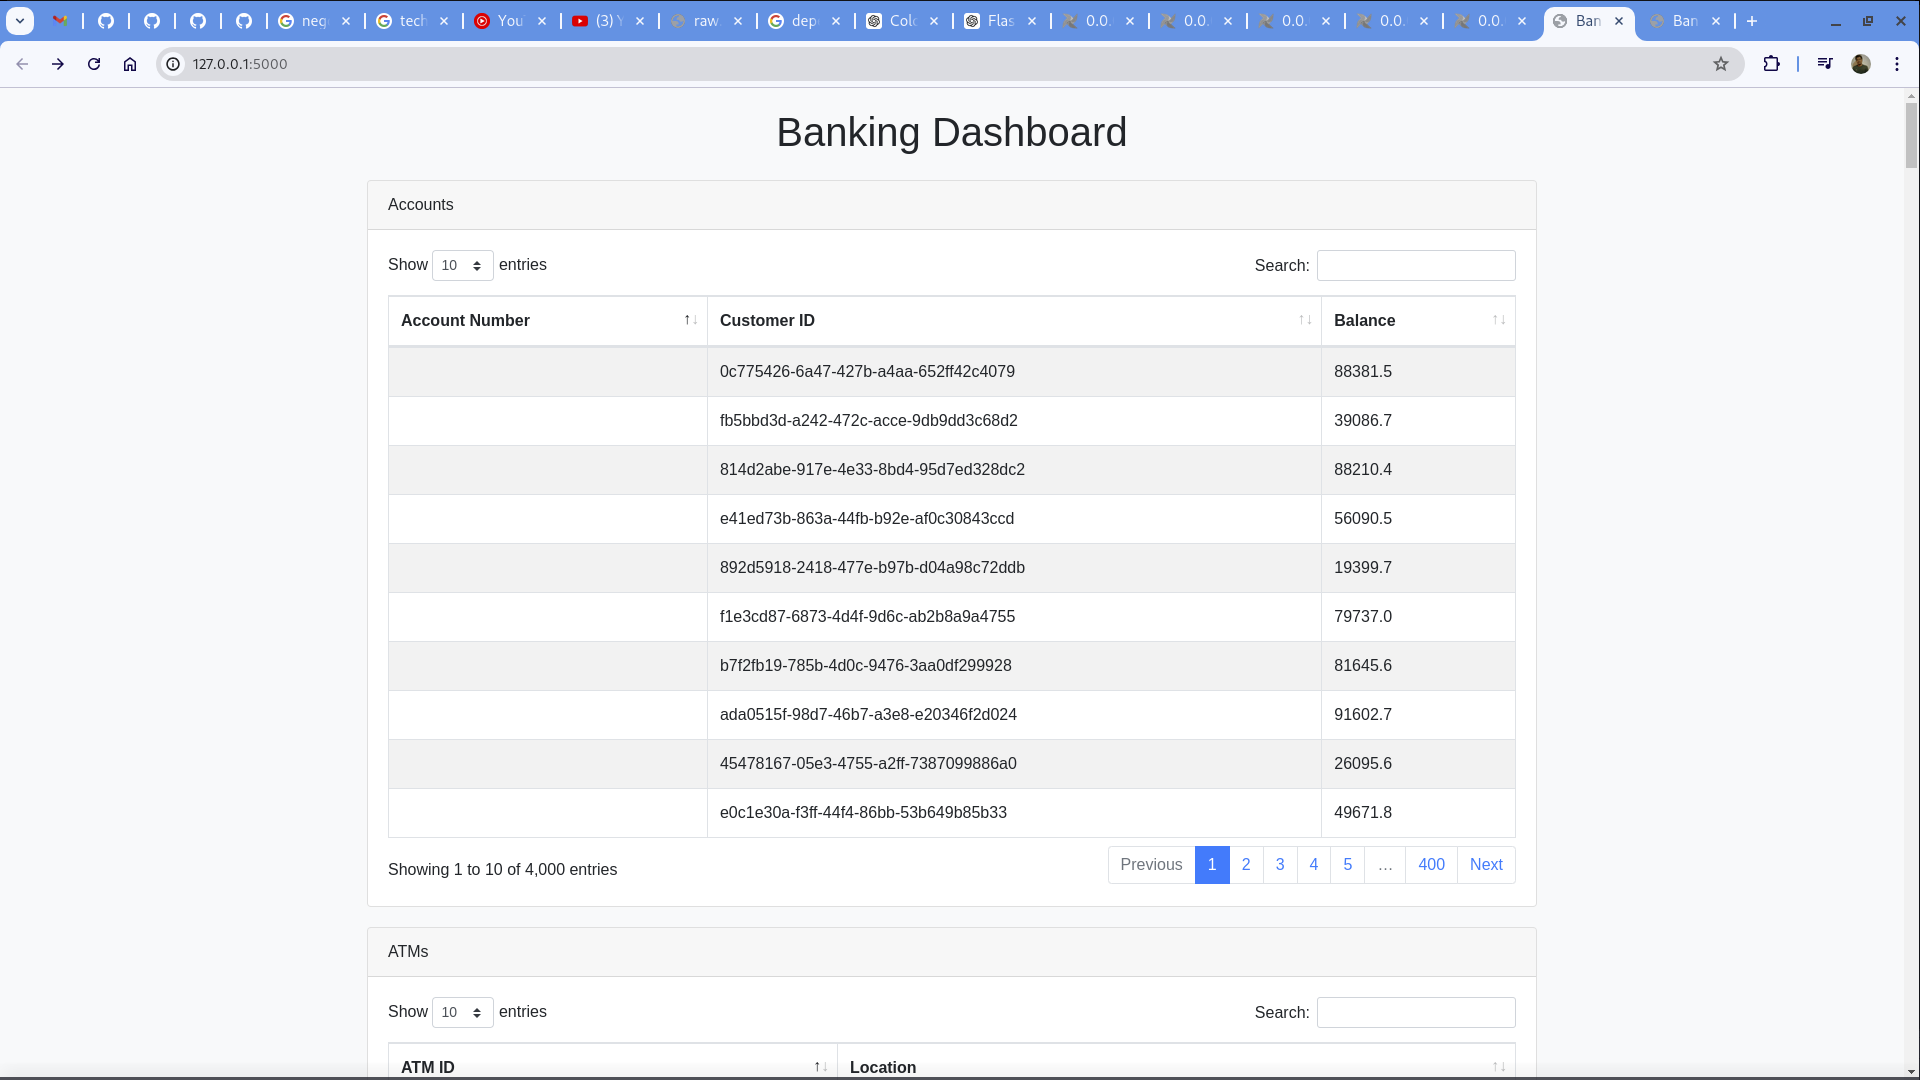 neg
tech
You
(3) Y
raw.
dep
Colo
Flas
0.0.
0.0.
0.0.
0.0.
0.0.
Ban
Ban
127.0.0.1:5000
Banking Dashboard
Accounts
Show 10 entries Search:
Account Number Customer ID Balance
0c775426-6a47-427b-a4aa-652ff42c4079 88381.5
fb5bbd3d-a242-472c-acce-9db9dd3c68d2 39086.7
814d2abe-917e-4e33-8bd4-95d7ed328dc2 88210.4
e41ed73b-863a-44fb-b92e-af0c30843ccd 56090.5
892d5918-2418-477e-b97b-d04a98c72ddb 19399.7
f1e3cd87-6873-4d4f-9d6c-ab2b8a9a4755 79737.0
b7f2fb19-785b-4d0c-9476-3aa0df299928 81645.6
ada0515f-98d7-46b7-a3e8-e20346f2d024 91602.7
45478167-05e3-4755-a2ff-7387099886a0 26095.6
e0c1e30a-f3ff-44f4-86bb-53b649b85b33 49671.8
Showing 1 to 10 of 4,000 entries Previous 1 2 3 4 5 … 400 Next
ATMs
Show 10 entries Search:
ATM ID Location